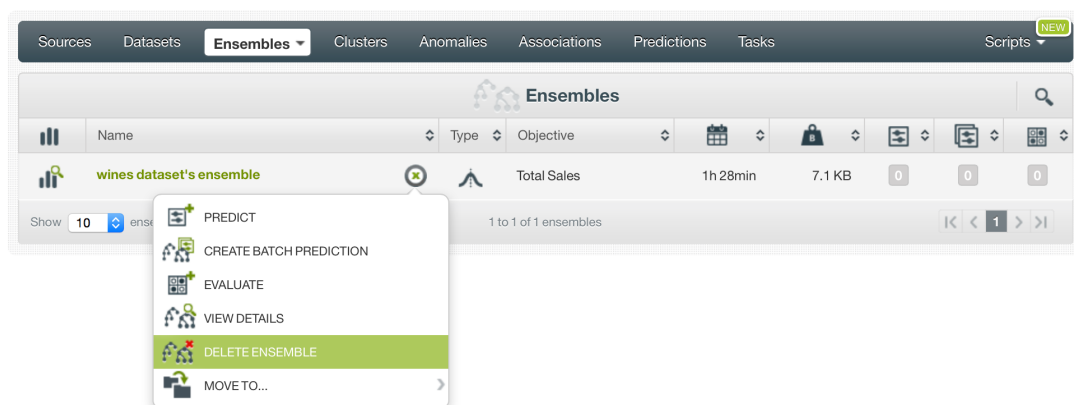 NEW
Sources Datasets Ensembles Clusters Anomalies Associations Predictions Tasks Scripts
Ensembles
Name Type Objective B
wines dataset's ensemble Total Sales 1h 28min 7.1 KB 0 0 0
Show 10 ense 1 to 1 of 1 ensembles 1
PREDICT
CREATE BATCH PREDICTION
EVALUATE
VIEW DETAILS
DELETE ENSEMBLE
MOVE TO...